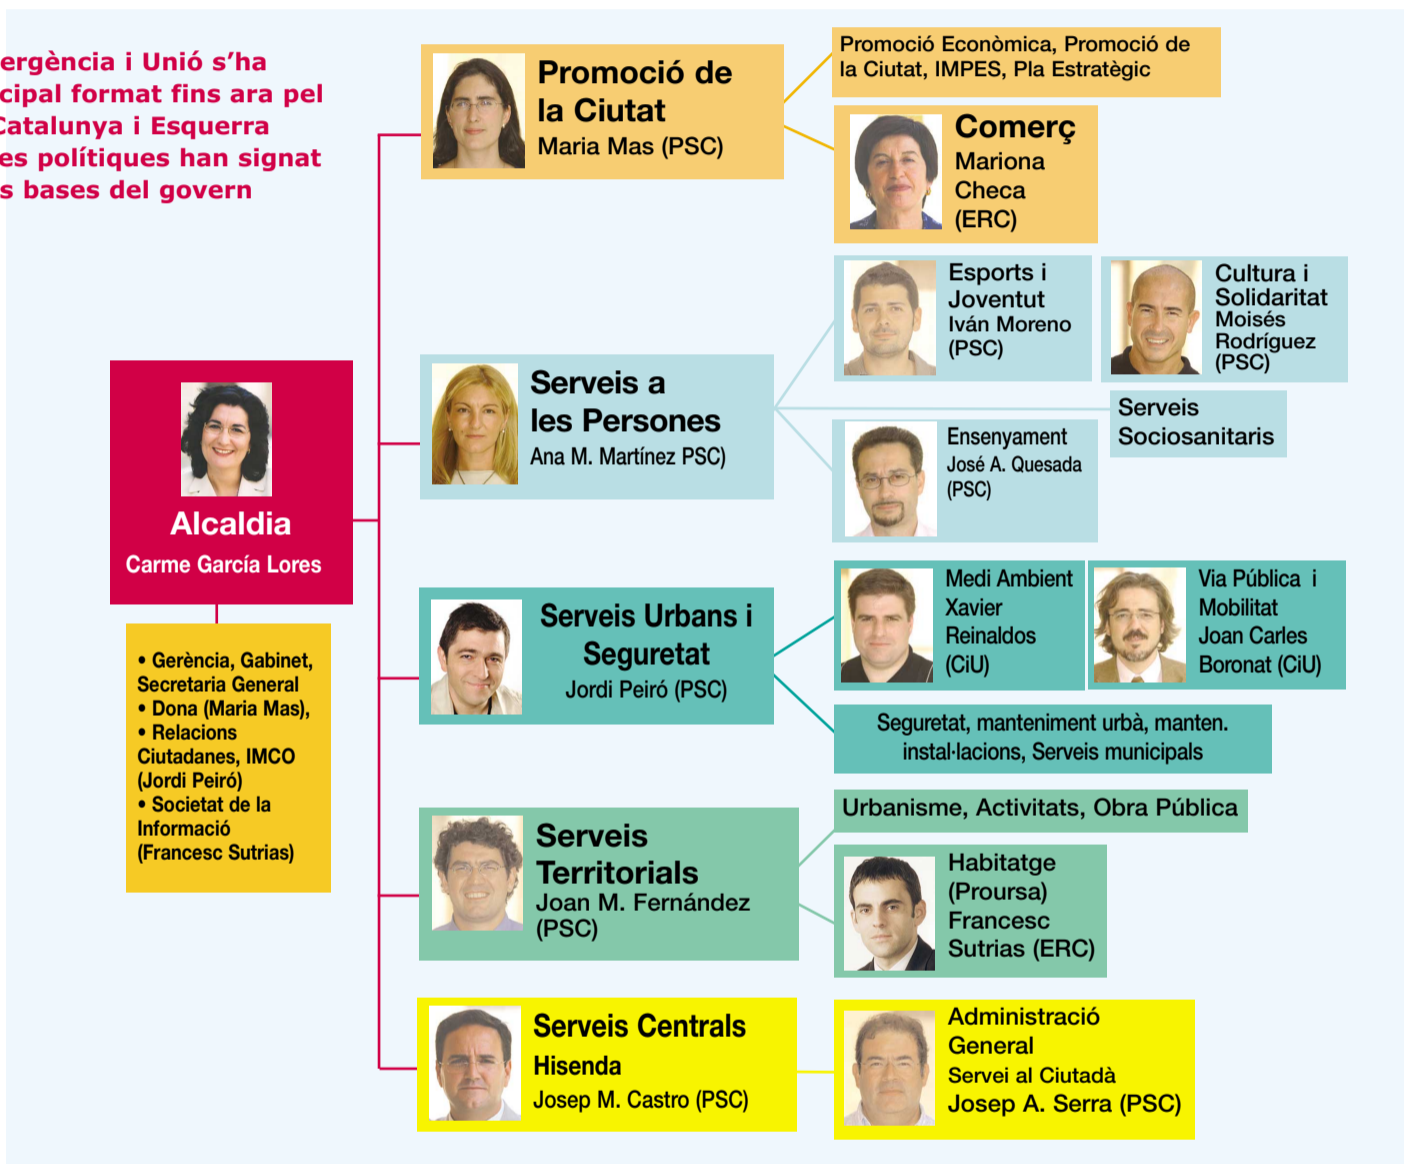 ergència i Unió s'ha
cipal format fins ara pel
Catalunya i Esquerra
es polítiques han signat
s bases del govern
Alcaldia
Carme García Lores
• Gerència, Gabinet,
Secretaria General
• Dona (Maria Mas),
• Relacions
Ciutadanes, IMCO
(Jordi Peiró)
• Societat de la
Informació
(Francesc Sutrias)
Promoció de
la Ciutat
Maria Mas (PSC)
Promoció Econòmica, Promoció de
la Ciutat, IMPES, Pla Estratègic
Comerç
Mariona
Checa
(ERC)
Serveis a
les Persones
Ana M. Martínez PSC)
Esports i
Joventut
Iván Moreno
(PSC)
Cultura i
Solidaritat
Moisés
Rodríguez
(PSC)
Serveis
Sociosanitaris
Ensenyament
José A. Quesada
(PSC)
Serveis Urbans i
Seguretat
Jordi Peiró (PSC)
Medi Ambient
Xavier
Reinaldos
(CiU)
Via Pública i
Mobilitat
Joan Carles
Boronat (CiU)
Seguretat, manteniment urbà, manten.
instal·lacions, Serveis municipals
Serveis
Territorials
Joan M. Fernández
(PSC)
Urbanisme, Activitats, Obra Pública
Habitatge
(Proursa)
Francesc
Sutrias (ERC)
Serveis Centrals
Hisenda
Josep M. Castro (PSC)
Administració
General
Servei al Ciutadà
Josep A. Serra (PSC)